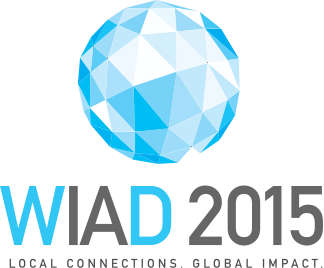 WIAD 2015
LOCAL CONNECTIONS. GLOBAL IMPACT.